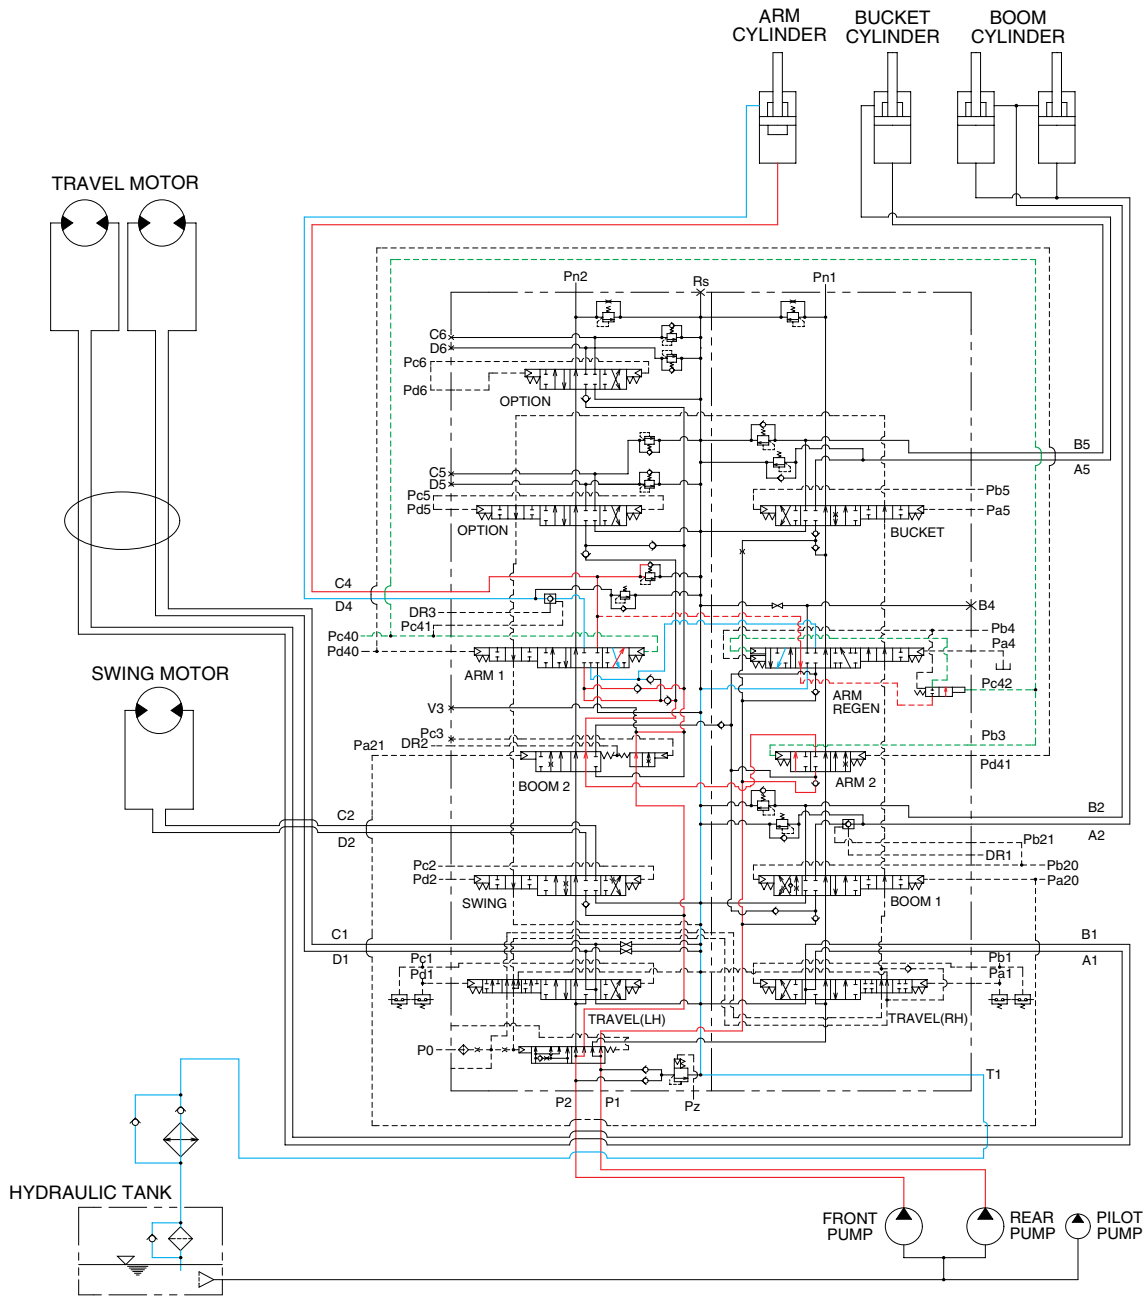 ARM
CYLINDER
BUCKET
CYLINDER
BOOM
CYLINDER
TRAVEL MOTOR
Pn2
Rs
Pn1
C6
D6
Pc6
Pd6
OPTION
B5
A5
C5
D5
Pc5
Pd5
OPTION
Pb5
Pa5
BUCKET
C4
D4
DR3
Pc41
B4
Pc40
Pd40
Pb4
Pa4
ARM 1
ARM
REGEN
Pc42
SWING MOTOR
V3
Pc3
DR2
Pa21
Pb3
Pd41
BOOM 2
ARM 2
C2
D2
B2
A2
Pb21
DR1
Pc2
Pd2
Pb20
Pa20
SWING
BOOM 1
C1
D1
B1
A1
Pc1
Pd1
Pb1
Pa1
TRAVEL(LH)
TRAVEL(RH)
P0
T1
P2
P1
Pz
HYDRAULIC TANK
FRONT
PUMP
REAR
PUMP
PILOT
PUMP